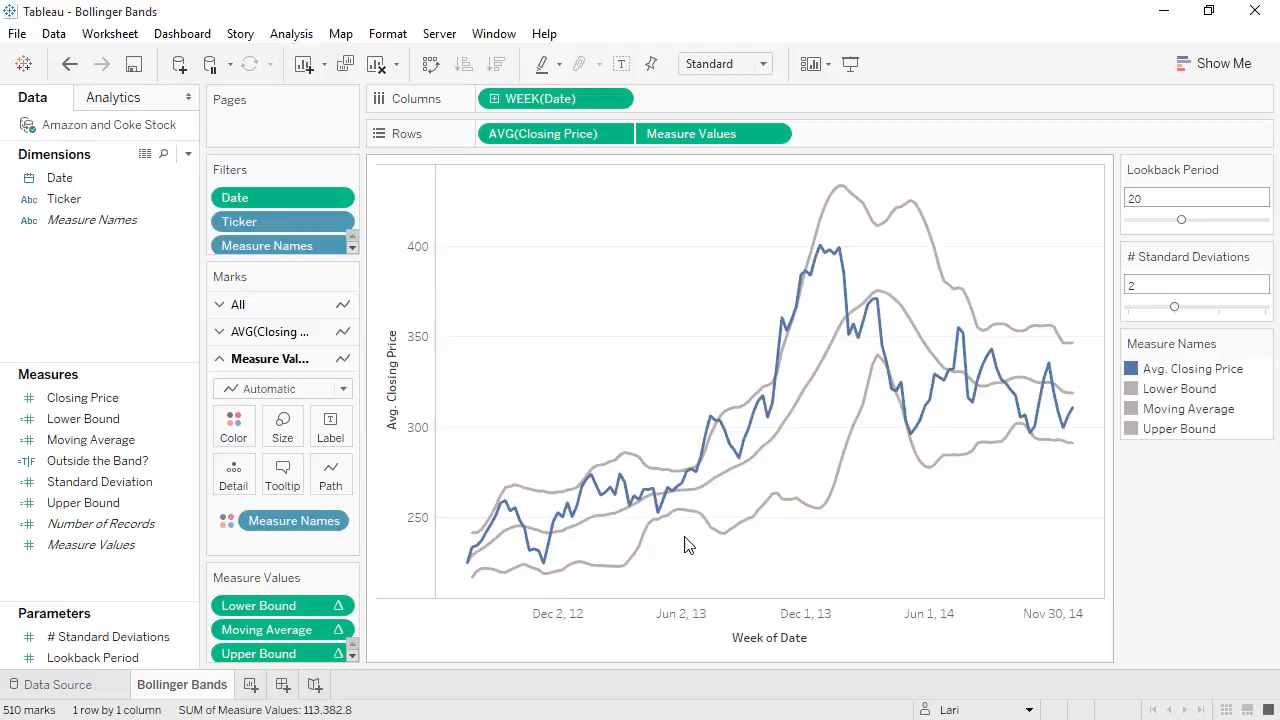 Tableau - Bollinger Bands
File Data Worksheet Dashboard Story Analysis Map Format Server Window Help
Standard
Show Me
Data
Analytics
Amazon and Coke Stock
Dimensions
Date
Abc Ticker
Abc Measure Names
Measures
Closing Price
Lower Bound
Moving Average
=T|F Outside the Band?
Standard Deviation
Upper Bound
Number of Records
Measure Values
Parameters
# Standard Deviations
Lookback Period
Pages
Filters
Date
Ticker
Measure Names
Marks
All
AVG(Closing ...
Measure Val...
Automatic
Color Size Label
Detail Tooltip Path
Measure Names
Measure Values
Lower Bound Δ
Moving Average Δ
Upper Bound Δ
Columns
WEEK(Date)
Rows
AVG(Closing Price) Measure Values
Avg. Closing Price
400
350
300
250
Dec 2, 12 Jun 2, 13 Dec 1, 13 Jun 1, 14 Nov 30, 14
Week of Date
Lookback Period
20
# Standard Deviations
2
Measure Names
Avg. Closing Price
Lower Bound
Moving Average
Upper Bound
Data Source
Bollinger Bands
510 marks 1 row by 1 column SUM of Measure Values: 113,382.8
Lari